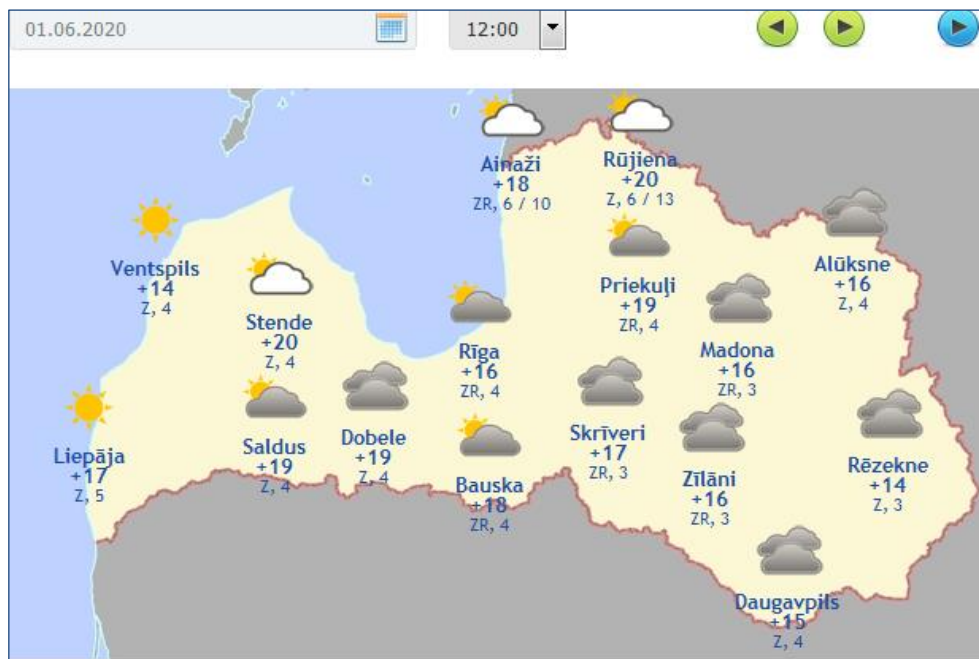 01.06.2020
12:00
Ainaži
+18
ZR, 6 / 10
Rūjiena
+20
Z, 6 / 13
Ventspils
+14
Z, 4
Alūksne
+16
Z, 4
Priekuļi
+19
ZR, 4
Stende
+20
Z, 4
Rīga
+16
ZR, 4
Madona
+16
ZR, 3
Liepāja
+17
Z, 5
Saldus
+19
Z, 4
Dobele
+19
Z, 4
Bauska
+18
ZR, 4
Skrīveri
+17
ZR, 3
Zīlāni
+16
ZR, 3
Rēzekne
+14
Z, 3
Daugavpils
+15
Z, 4